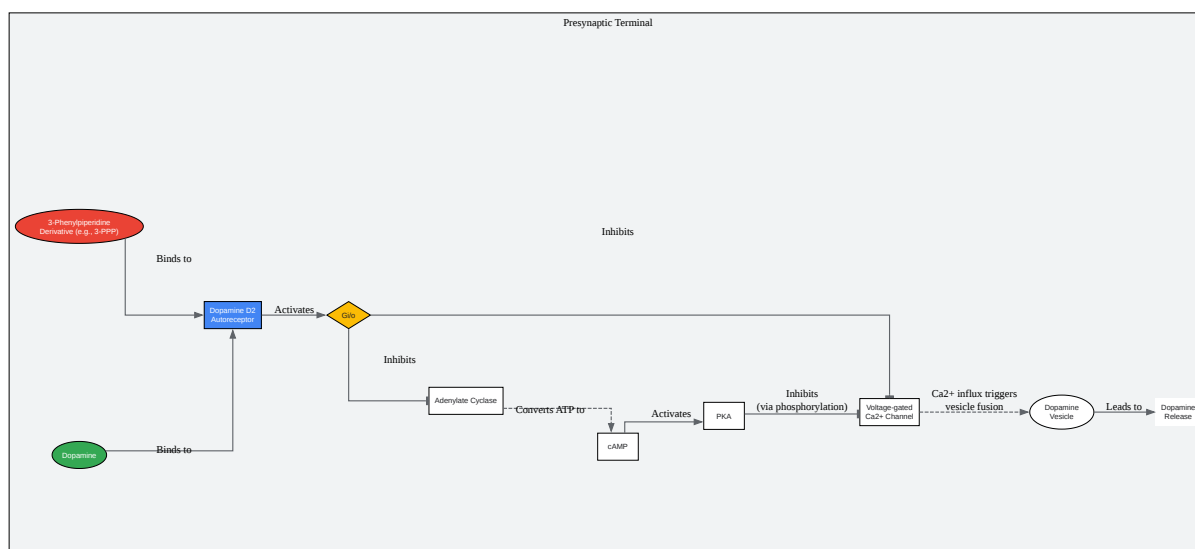 Presynaptic Terminal
3-Phenylpiperidine
Derivative (e.g., 3-PPP)
Inhibits
Binds to
Dopamine D2
Autoreceptor
Activates
Gi/o
Inhibits
Adenylate Cyclase
Converts ATP to
cAMP
Activates
PKA
Inhibits
(via phosphorylation)
Voltage-gated
Ca2+ Channel
Ca2+ influx triggers
vesicle fusion
Dopamine
Vesicle
Leads to
Dopamine
Release
Binds to
Dopamine